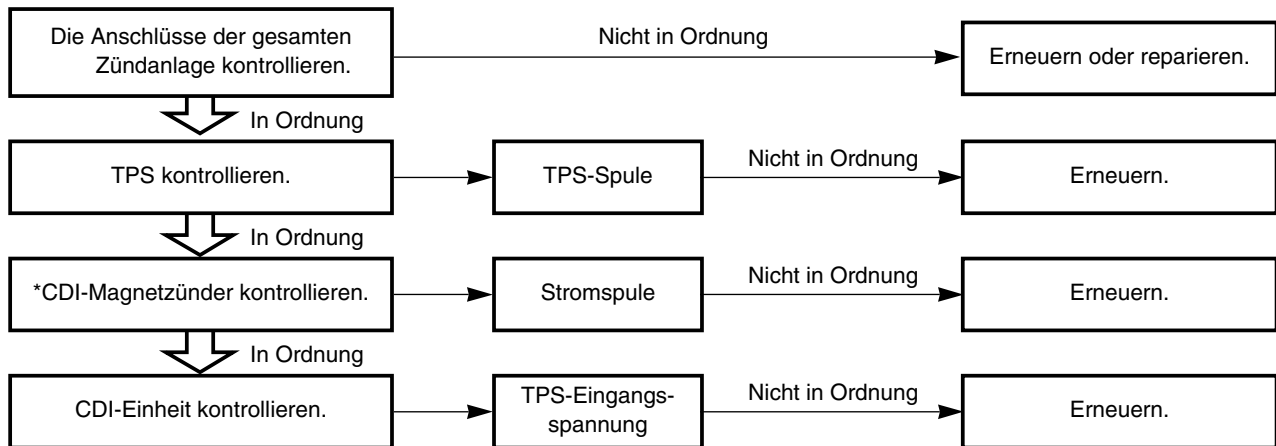 Die Anschlüsse der gesamten
Zündanlage kontrollieren.
Nicht in Ordnung
Erneuern oder reparieren.
In Ordnung
TPS kontrollieren.
TPS-Spule
Nicht in Ordnung
Erneuern.
In Ordnung
*CDI-Magnetzünder kontrollieren.
Stromspule
Nicht in Ordnung
Erneuern.
In Ordnung
CDI-Einheit kontrollieren.
TPS-Eingangs-
spannung
Nicht in Ordnung
Erneuern.